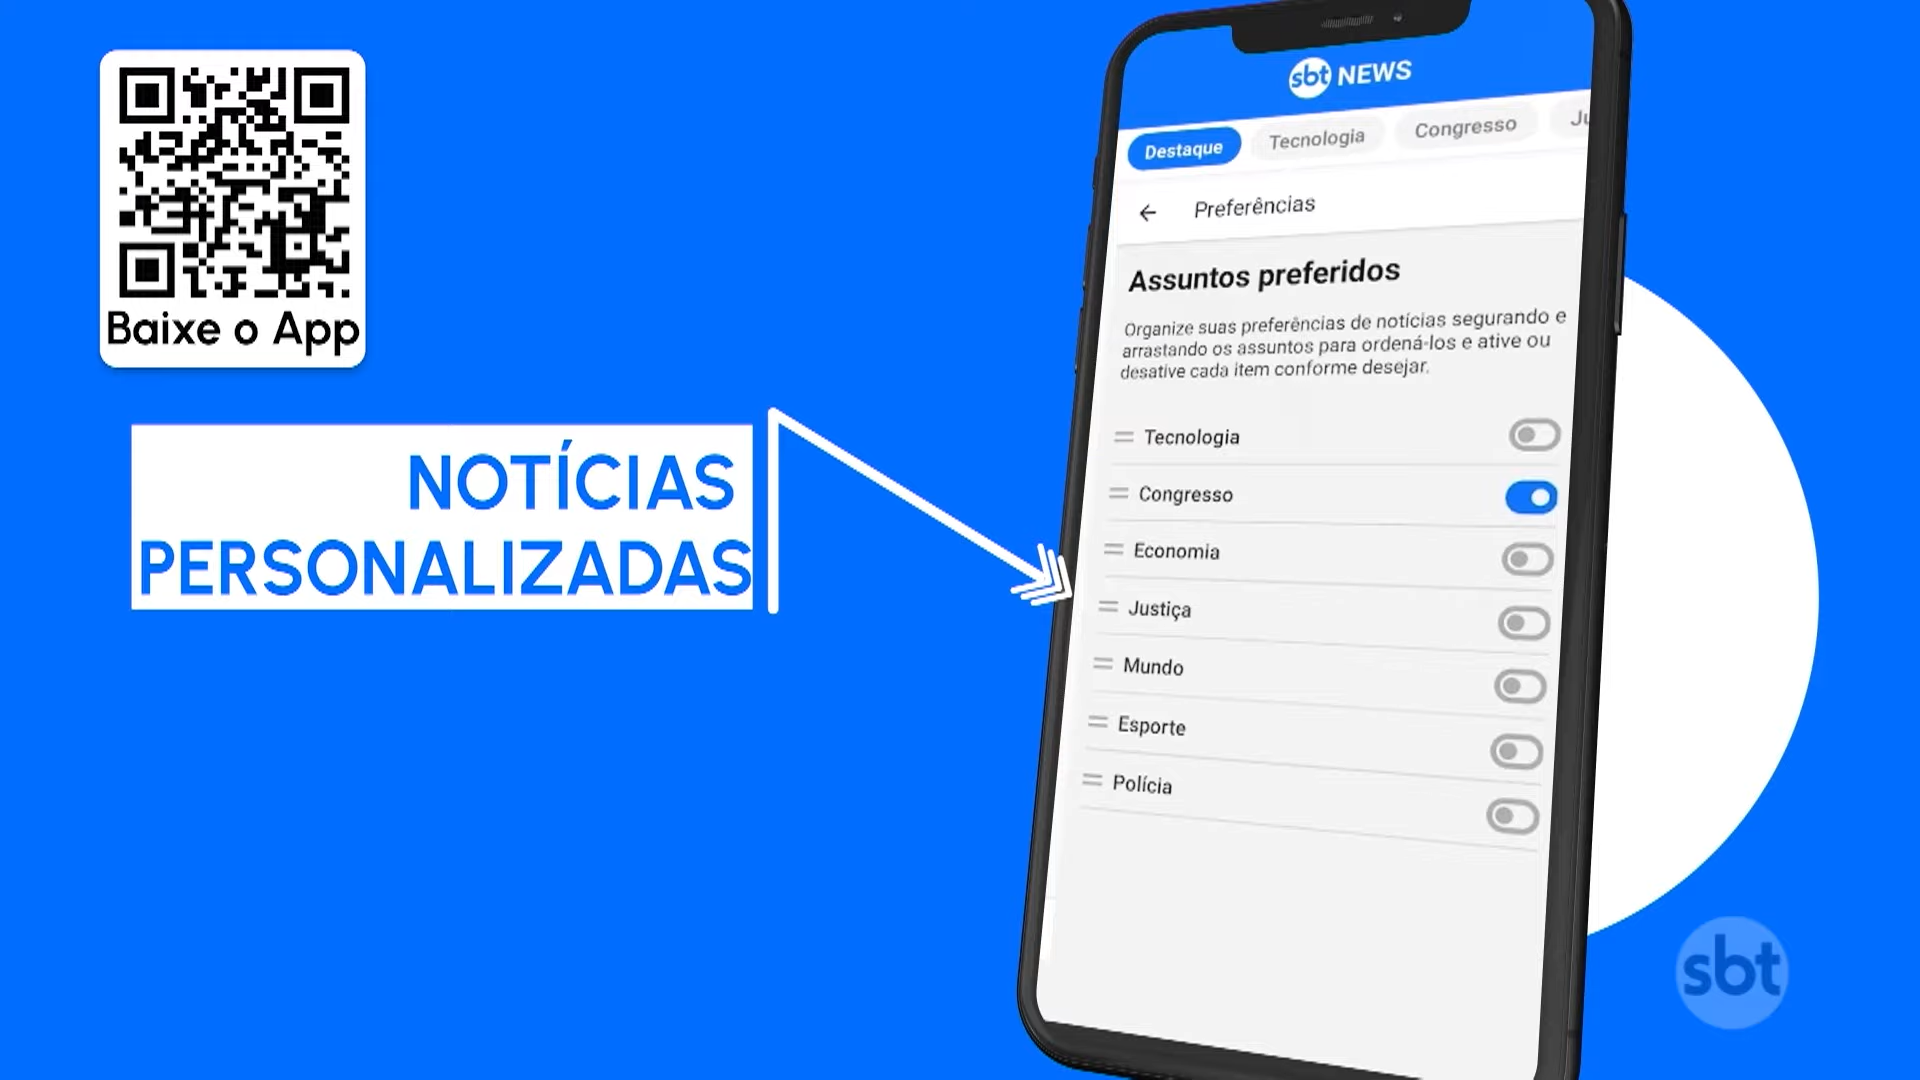 Baixe o App
NOTÍCIAS
PERSONALIZADAS
sbt NEWS
Destaque Tecnologia Congresso Ju
Preferências
Assuntos preferidos
Organize suas preferências de notícias segurando e
arrastando os assuntos para ordená-los e ative ou
desative cada item conforme desejar.
Tecnologia
Congresso
Economia
Justiça
Mundo
Esporte
Polícia
sbt